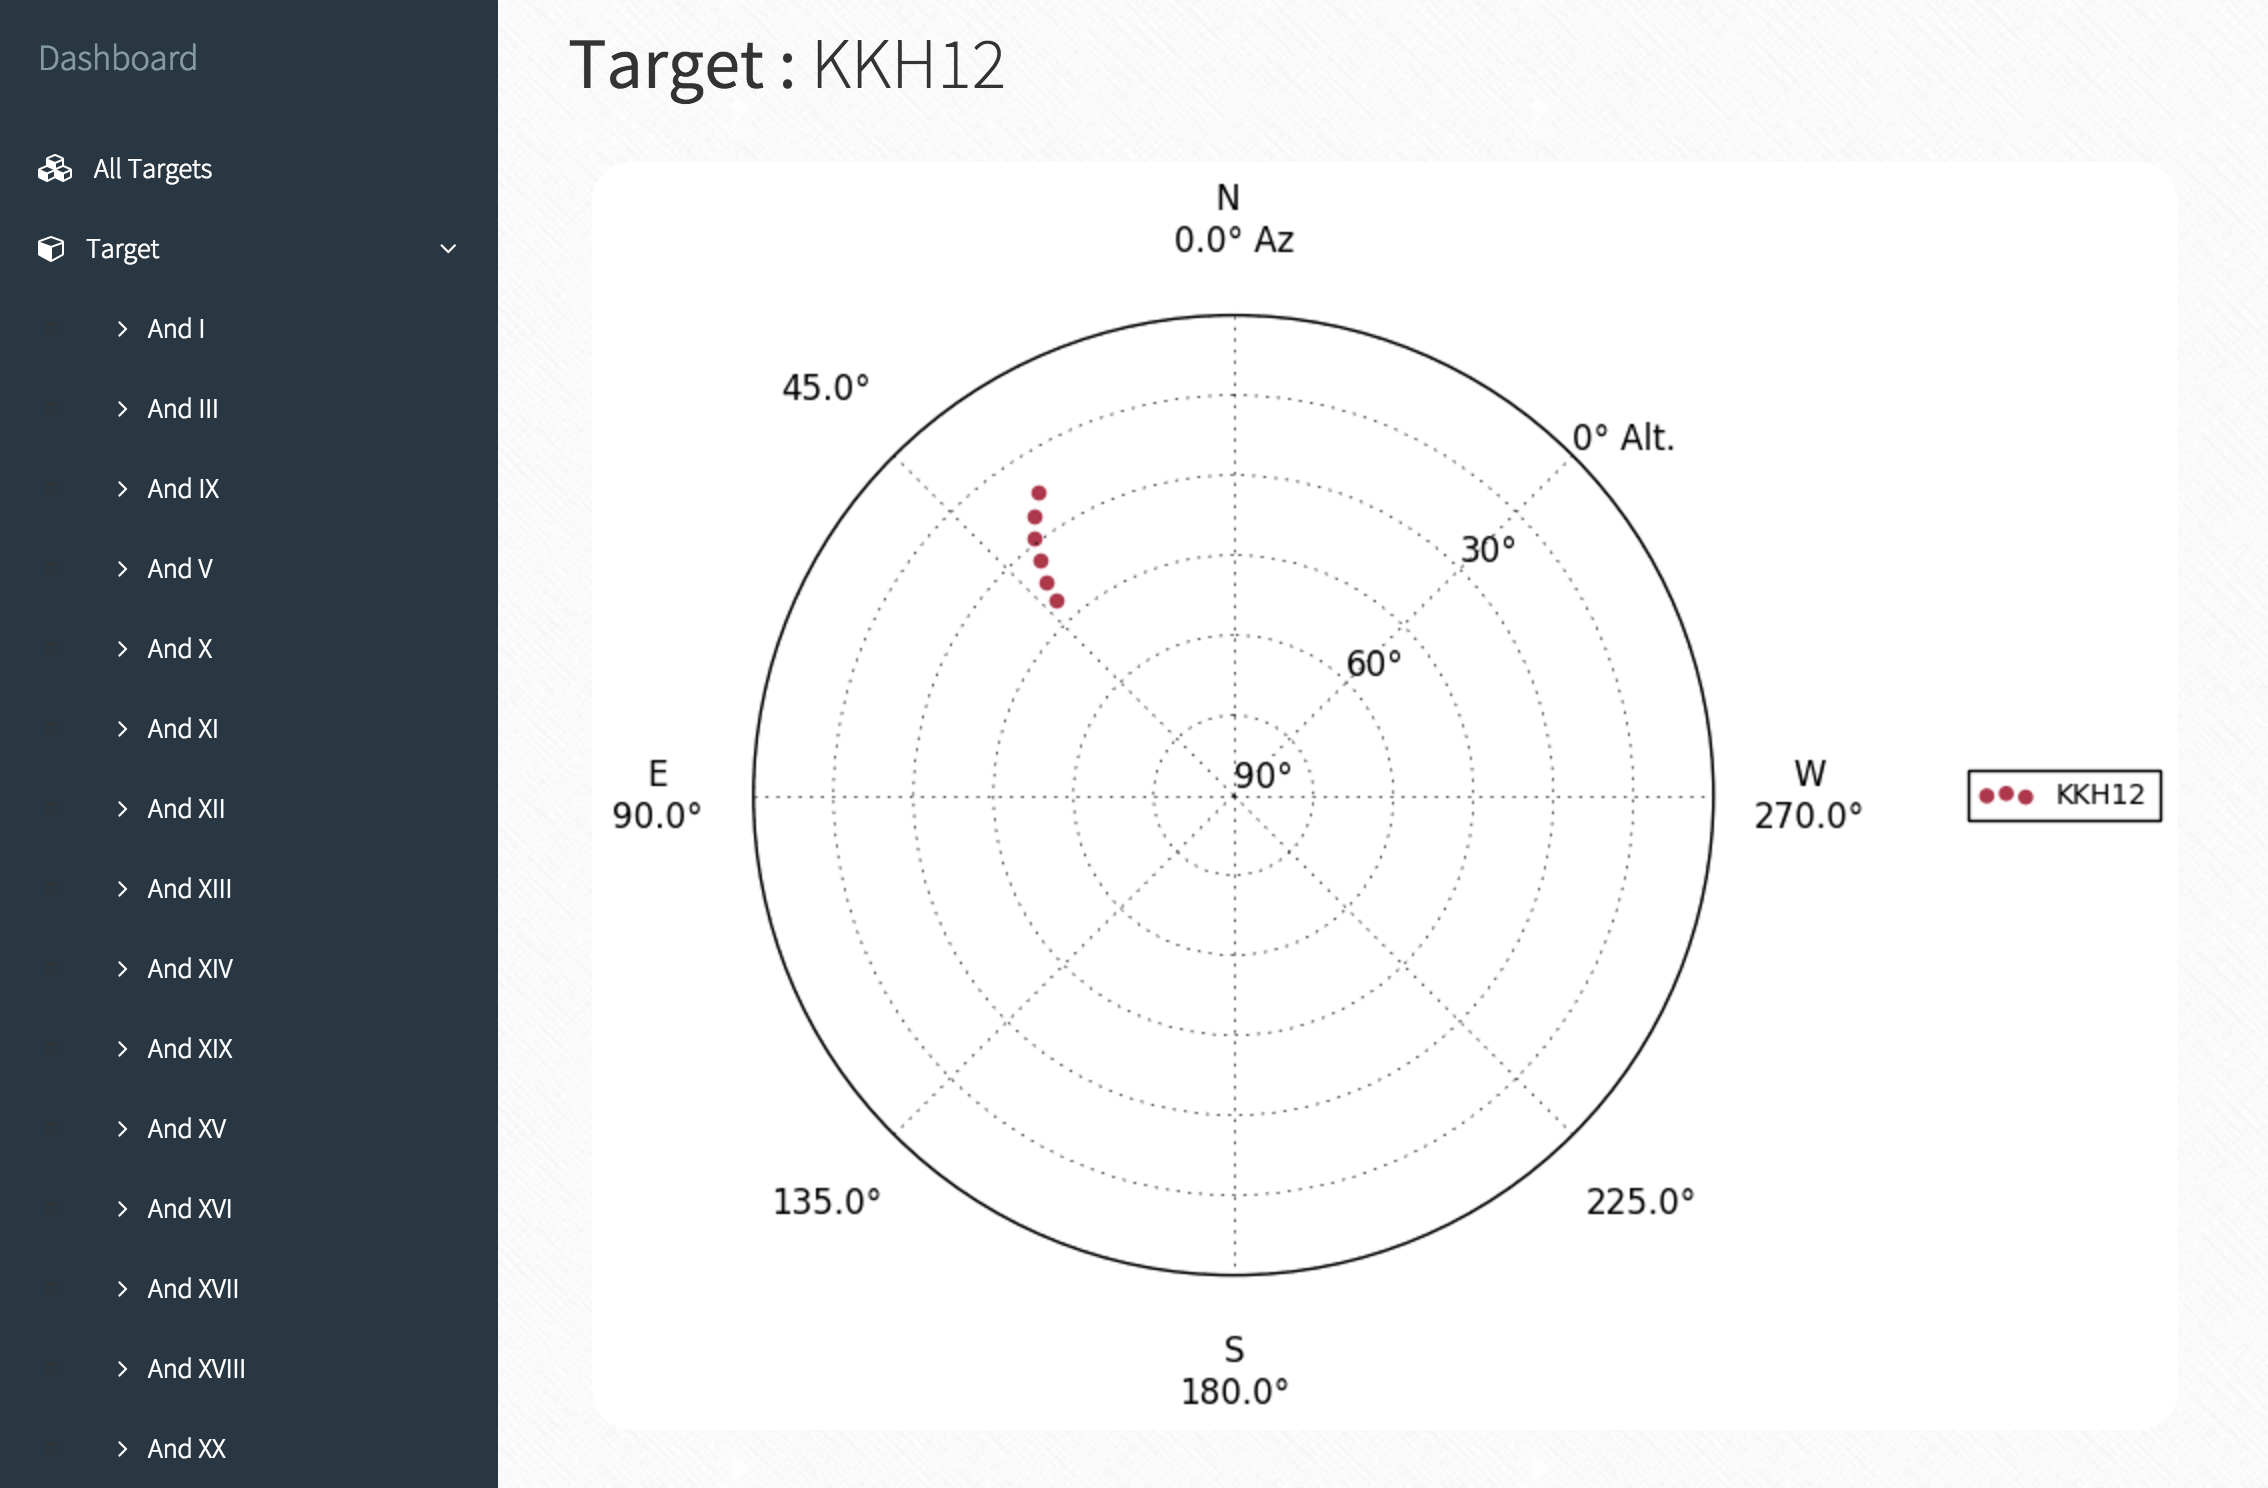 Dashboard
All Targets
Target
And I
And III
And IX
And V
And X
And XI
And XII
And XIII
And XIV
And XIX
And XV
And XVI
And XVII
And XVIII
And XX
Target : KKH12
N
0.0° Az
45.0°
0° Alt.
30°
60°
90°
E
90.0°
W
270.0°
KKH12
135.0°
225.0°
S
180.0°